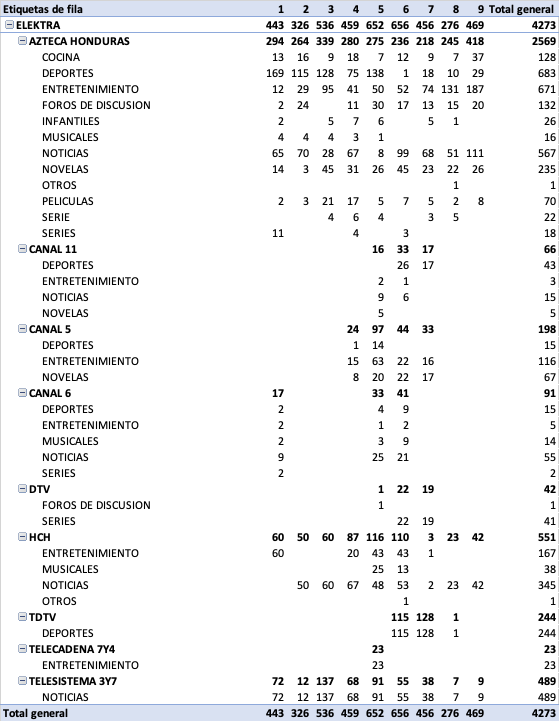 Etiquetas de fila 1 2 3 4 5 6 7 8 9 Total general
ELEKTRA 443 326 536 459 652 656 456 276 469 4273
AZTECA HONDURAS 294 264 339 280 275 236 218 245 418 2569
COCINA 13 16 9 18 7 12 9 7 37 128
DEPORTES 169 115 128 75 138 1 18 10 29 683
ENTRETENIMIENTO 12 29 95 41 50 52 74 131 187 671
FOROS DE DISCUSION 2 24 11 30 17 13 15 20 132
INFANTILES 2 5 7 6 5 1 26
MUSICALES 4 4 4 3 1 16
NOTICIAS 65 70 28 67 8 99 68 51 111 567
NOVELAS 14 3 45 31 26 45 23 22 26 235
OTROS 1 1
PELICULAS 2 3 21 17 5 7 5 2 8 70
SERIE 4 6 4 3 5 22
SERIES 11 4 3 18
CANAL 11 16 33 17 66
DEPORTES 26 17 43
ENTRETENIMIENTO 2 1 3
NOTICIAS 9 6 15
NOVELAS 5 5
CANAL 5 24 97 44 33 198
DEPORTES 1 14 15
ENTRETENIMIENTO 15 63 22 16 116
NOVELAS 8 20 22 17 67
CANAL 6 17 33 41 91
DEPORTES 2 4 9 15
ENTRETENIMIENTO 2 1 2 5
MUSICALES 2 3 9 14
NOTICIAS 9 25 21 55
SERIES 2 2
DTV 1 22 19 42
FOROS DE DISCUSION 1 1
SERIES 22 19 41
HCH 60 50 60 87 116 110 3 23 42 551
ENTRETENIMIENTO 60 20 43 43 1 167
MUSICALES 25 13 38
NOTICIAS 50 60 67 48 53 2 23 42 345
OTROS 1 1
TDTV 115 128 1 244
DEPORTES 115 128 1 244
TELECADENA 7Y4 23 23
ENTRETENIMIENTO 23 23
TELESISTEMA 3Y7 72 12 137 68 91 55 38 7 9 489
NOTICIAS 72 12 137 68 91 55 38 7 9 489
Total general 443 326 536 459 652 656 456 276 469 4273